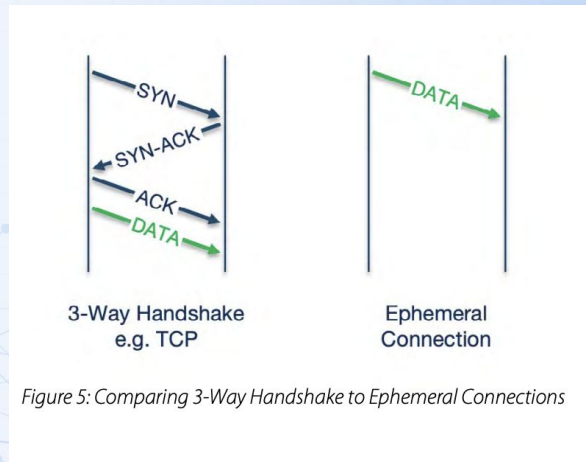 SYN
SYN-ACK
ACK
DATA
3-Way Handshake
e.g. TCP
DATA
Ephemeral
Connection
Figure 5: Comparing 3-Way Handshake to Ephemeral Connections